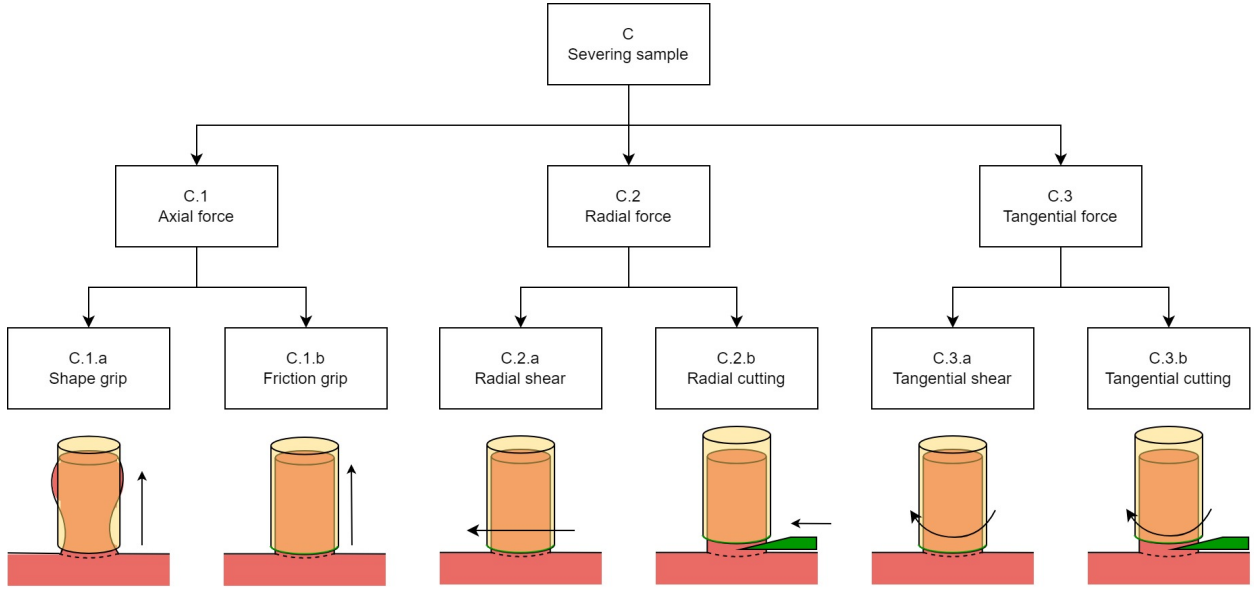 C
Severing sample
C.1
Axial force
C.2
Radial force
C.3
Tangential force
C.1.a
Shape grip
C.1.b
Friction grip
C.2.a
Radial shear
C.2.b
Radial cutting
C.3.a
Tangential shear
C.3.b
Tangential cutting